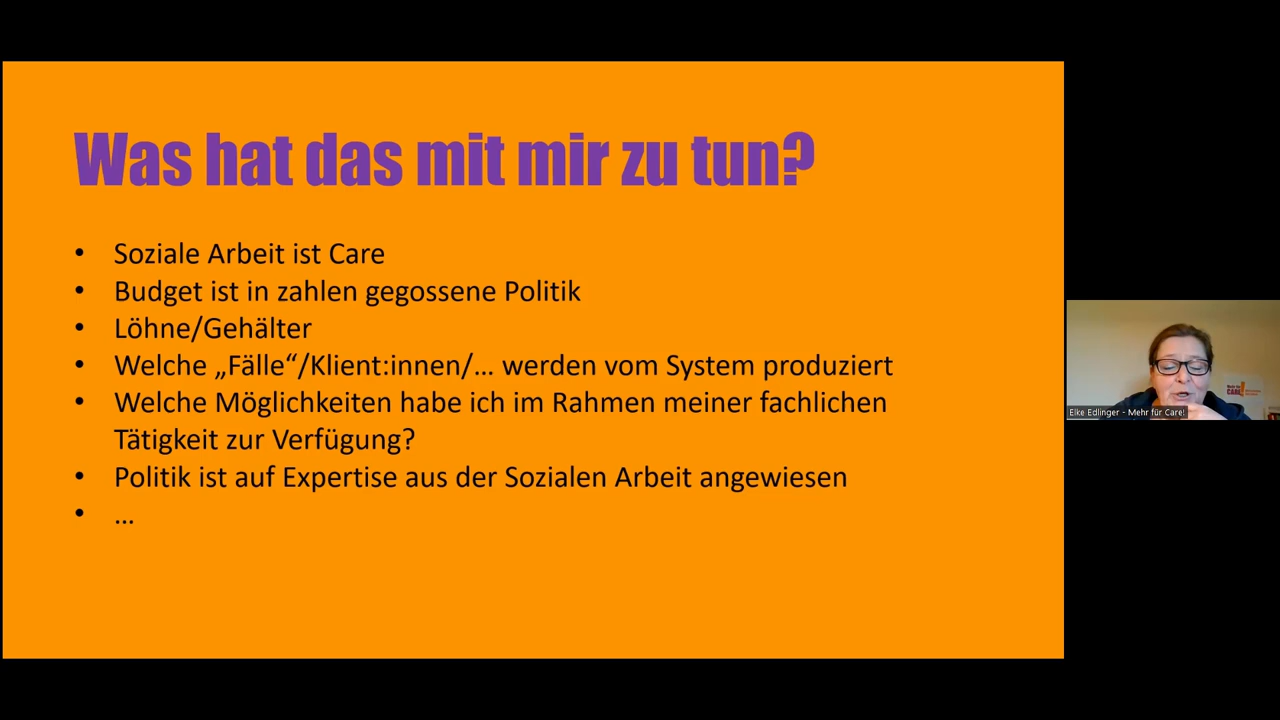 Was hat das mit mir zu tun?
• Soziale Arbeit ist Care
• Budget ist in zahlen gegossene Politik
• Löhne/Gehälter
• Welche „Fälle“/Klient:innen/… werden vom System produziert
• Welche Möglichkeiten habe ich im Rahmen meiner fachlichen
Tätigkeit zur Verfügung?
• Politik ist auf Expertise aus der Sozialen Arbeit angewiesen
• …
CARE!
Elke Edlinger - Mehr für Care!